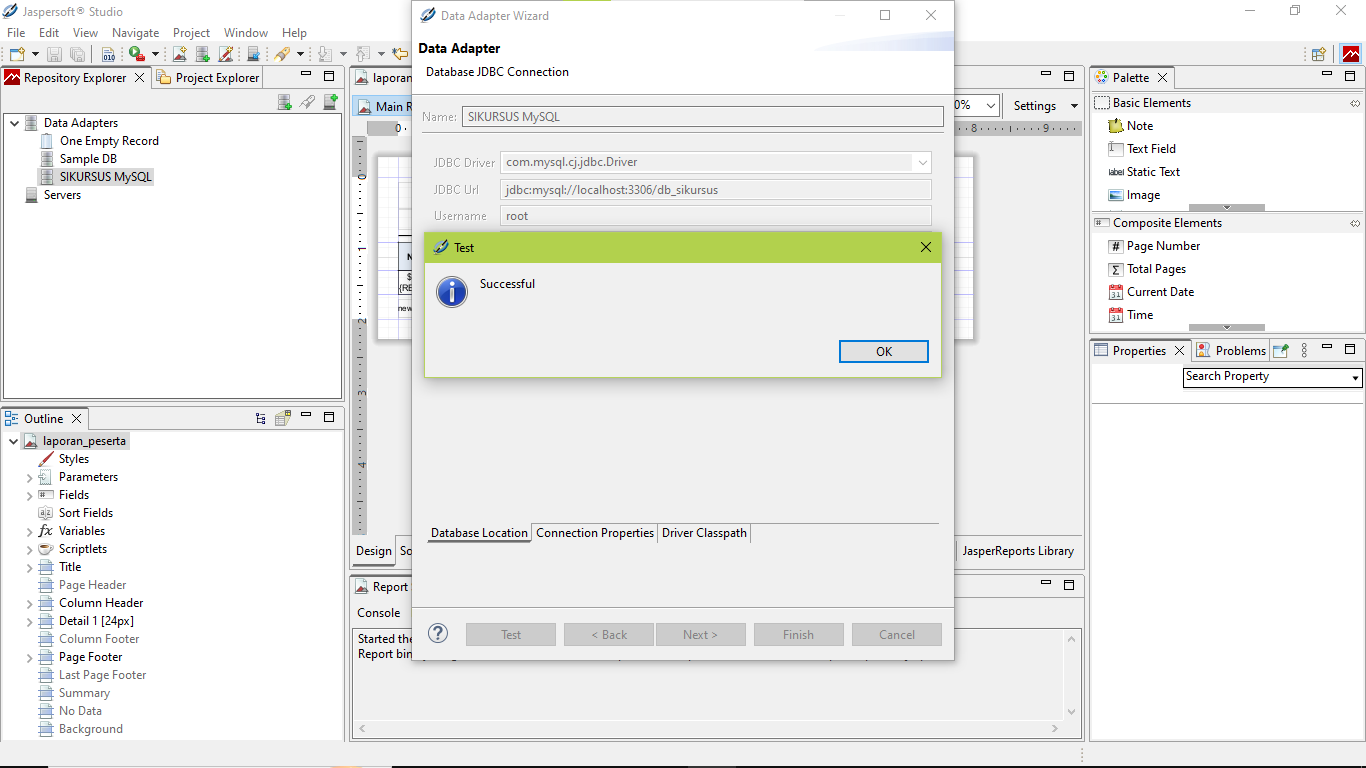 Jaspersoft® Studio
File Edit View Navigate Project Window Help
Repository Explorer
Project Explorer
Data Adapters
One Empty Record
Sample DB
SIKURSUS MySQL
Servers
Outline
laporan_peserta
Styles
Parameters
Fields
Sort Fields
Variables
Scriptlets
Title
Page Header
Column Header
Detail 1 [24px]
Column Footer
Page Footer
Last Page Footer
Summary
No Data
Background
laporan
Main R
0%
Settings
Design
JasperReports Library
Report
Console
Started the
Report bin
Data Adapter Wizard
Data Adapter
Database JDBC Connection
Name: SIKURSUS MySQL
JDBC Driver com.mysql.cj.jdbc.Driver
JDBC Url jdbc:mysql://localhost:3306/db_sikursus
Username root
Test
Successful
OK
Database Location Connection Properties Driver Classpath
Test < Back Next > Finish Cancel
Palette
Basic Elements
Note
Text Field
Static Text
Image
Composite Elements
Page Number
Total Pages
Current Date
Time
Properties
Problems
Search Property